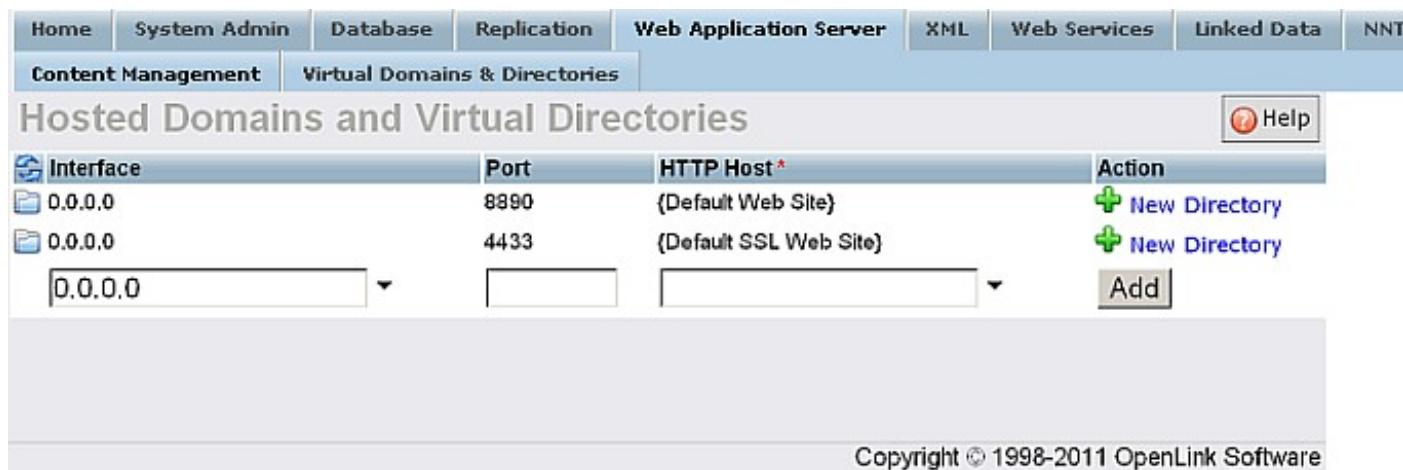 Home System Admin Database Replication Web Application Server XML Web Services Linked Data NNT
Content Management Virtual Domains & Directories
Hosted Domains and Virtual Directories Help
Interface Port HTTP Host* Action
0.0.0.0 8890 {Default Web Site} New Directory
0.0.0.0 4433 {Default SSL Web Site} New Directory
0.0.0.0 Add
Copyright © 1998-2011 OpenLink Software